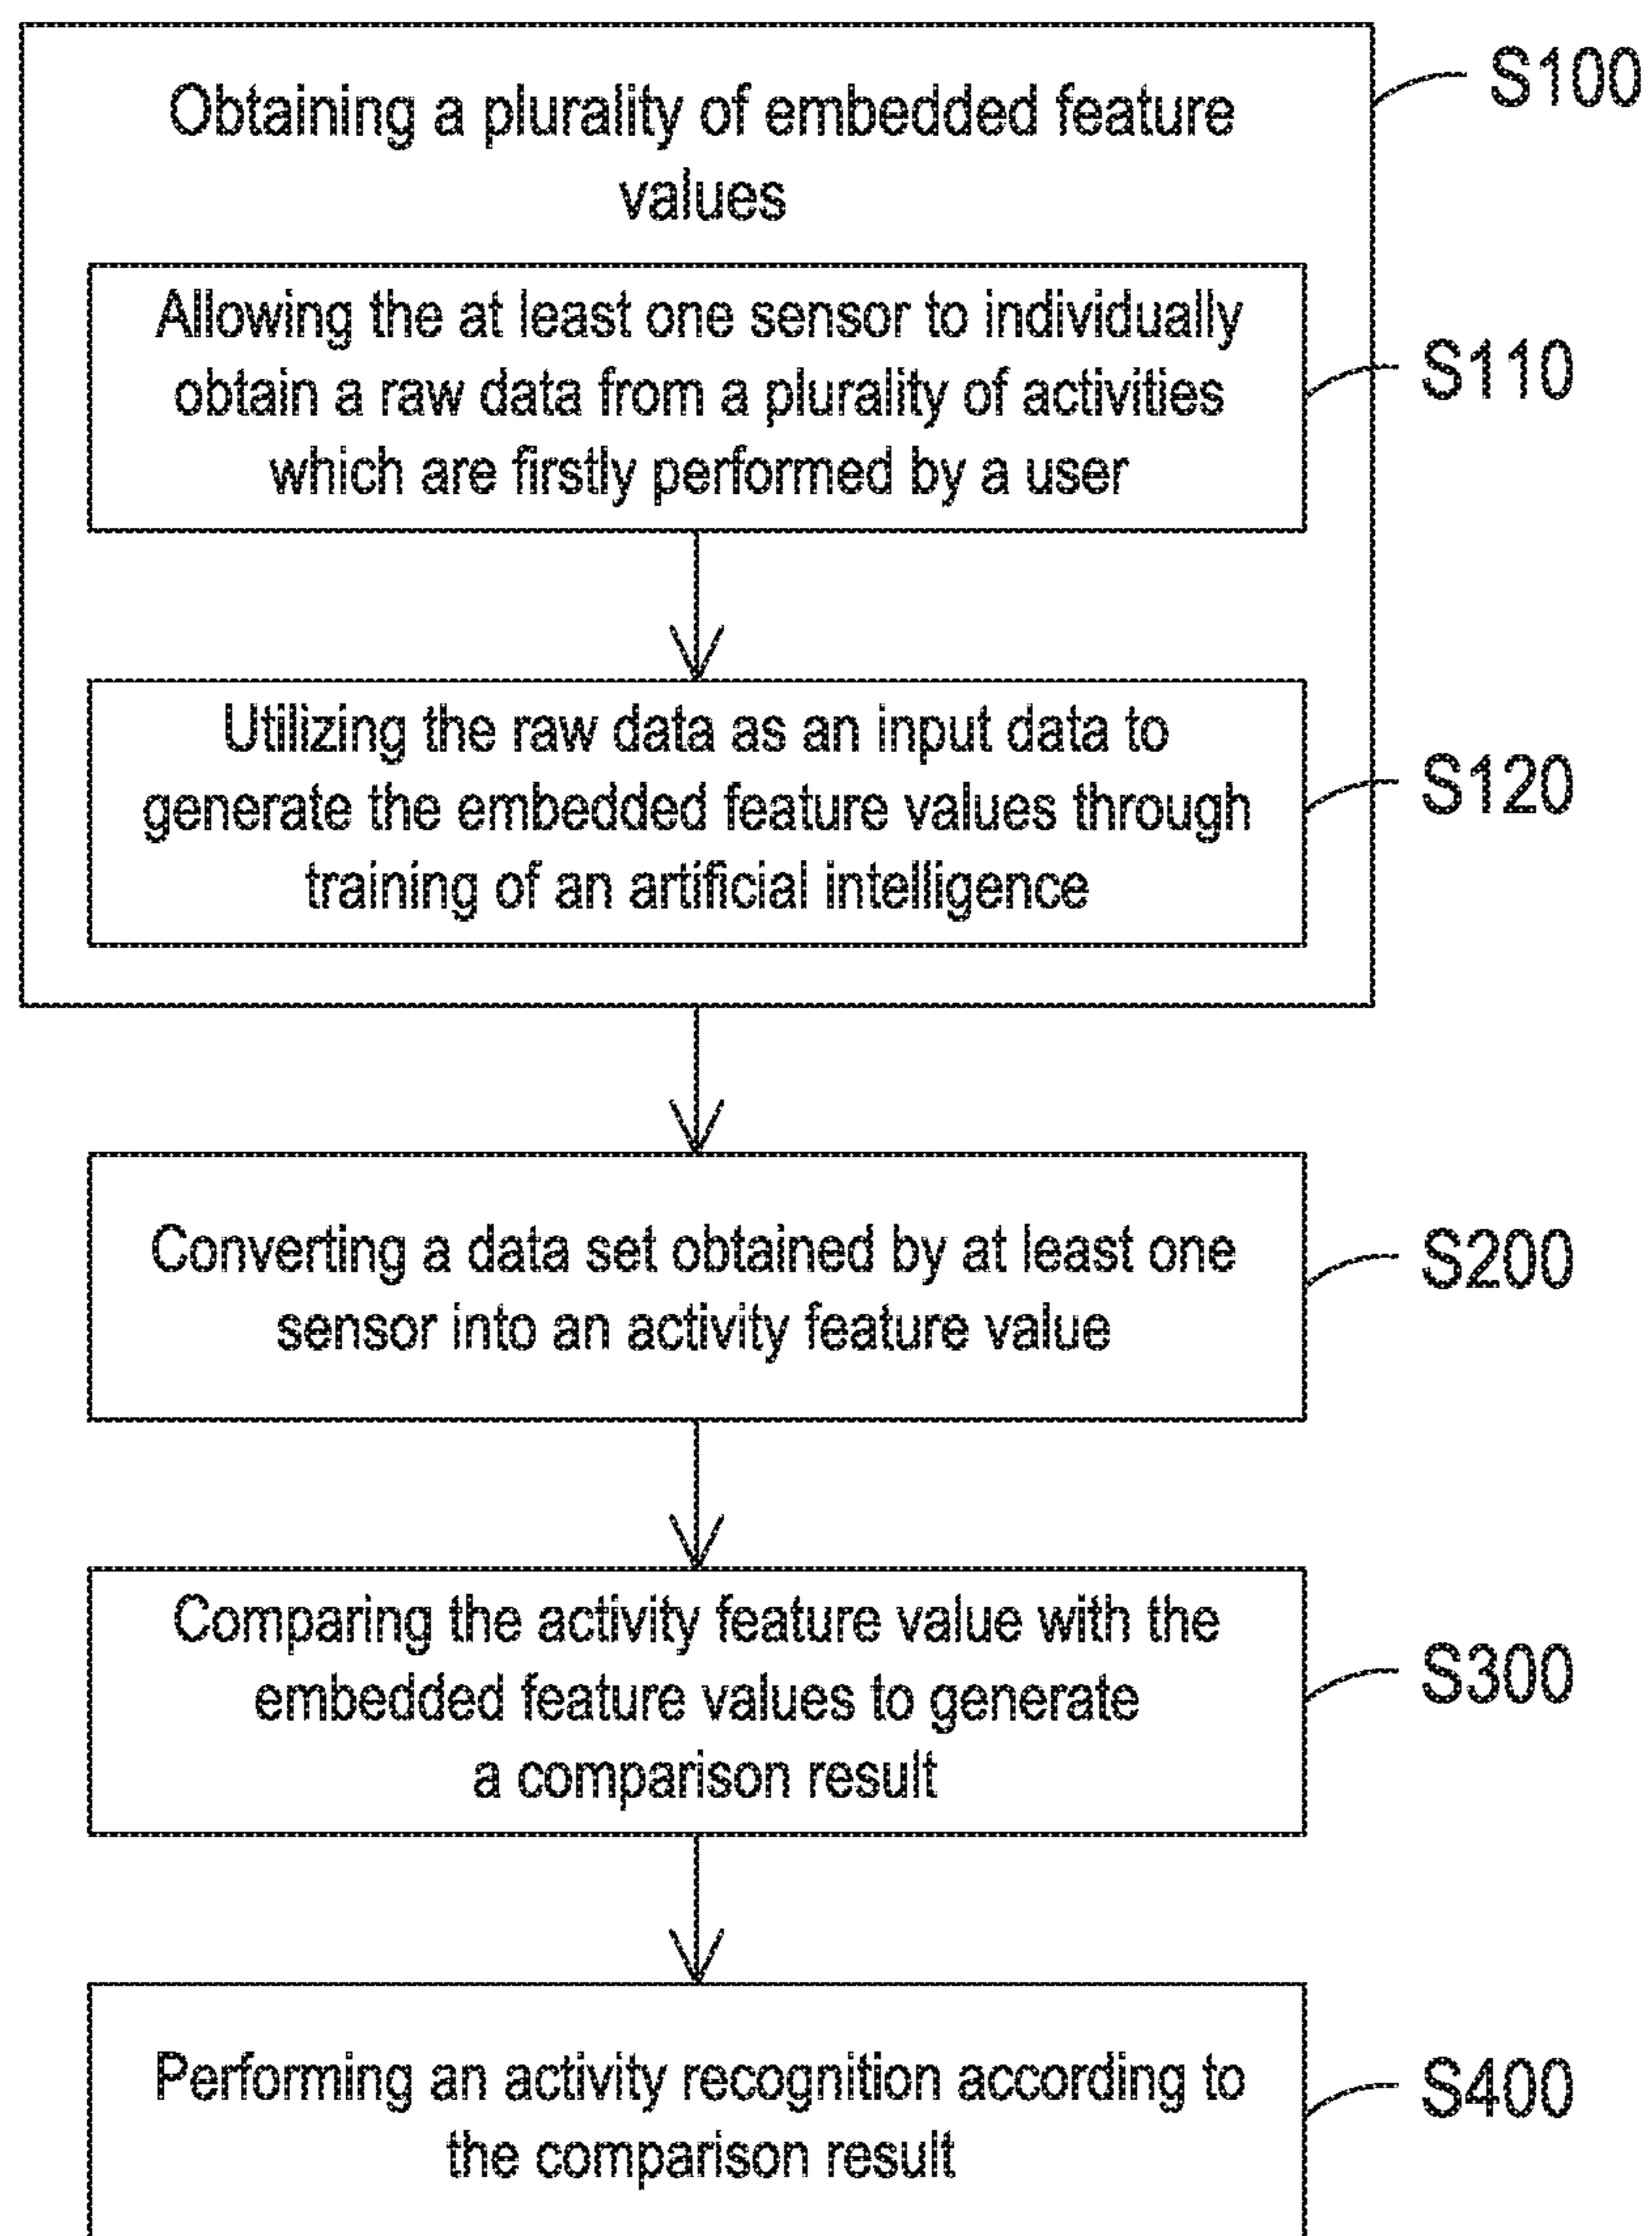 Obtaining a plurality of embedded feature
values
S100
Allowing the at least one sensor to individually
obtain a raw data from a plurality of activities
which are firstly performed by a user
S110
Utilizing the raw data as an input data to
generate the embedded feature values through
training of an artificial intelligence
S120
Converting a data set obtained by at least one
sensor into an activity feature value
S200
Comparing the activity feature value with the
embedded feature values to generate
a comparison result
S300
Performing an activity recognition according to
the comparison result
S400